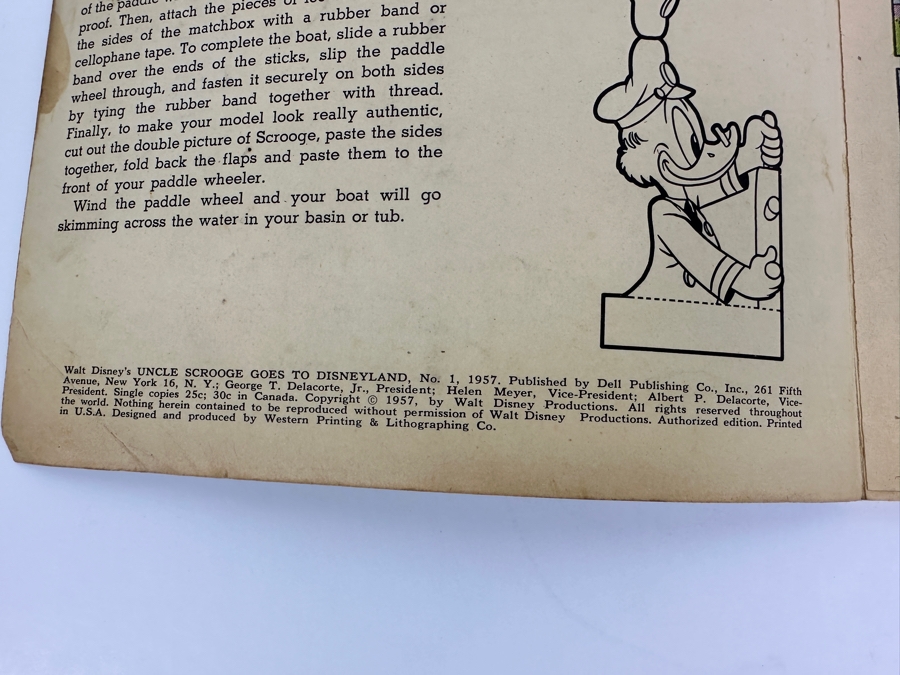 of the paddle
proof. Then, attach the pieces of
the sides of the matchbox with a rubber band or
cellophane tape. To complete the boat, slide a rubber
band over the ends of the sticks, slip the paddle
wheel through, and fasten it securely on both sides
by tying the rubber band together with thread.
Finally, to make your model look really authentic,
cut out the double picture of Scrooge, paste the sides
together, fold back the flaps and paste them to the
front of your paddle wheeler.
Wind the paddle wheel and your boat will go
skimming across the water in your basin or tub.
Walt Disney's UNCLE SCROOGE GOES TO DISNEYLAND, No. 1, 1957. Published by Dell Publishing Co., Inc., 261 Fifth
Avenue, New York 16, N. Y.; George T. Delacorte, Jr., President; Helen Meyer, Vice-President; Albert P. Delacorte, Vice-
President. Single copies 25c; 30c in Canada. Copyright © 1957, by Walt Disney Productions. All rights reserved throughout
the world. Nothing herein contained to be reproduced without permission of Walt Disney Productions. Authorized edition. Printed
in U.S.A. Designed and produced by Western Printing & Lithographing Co.